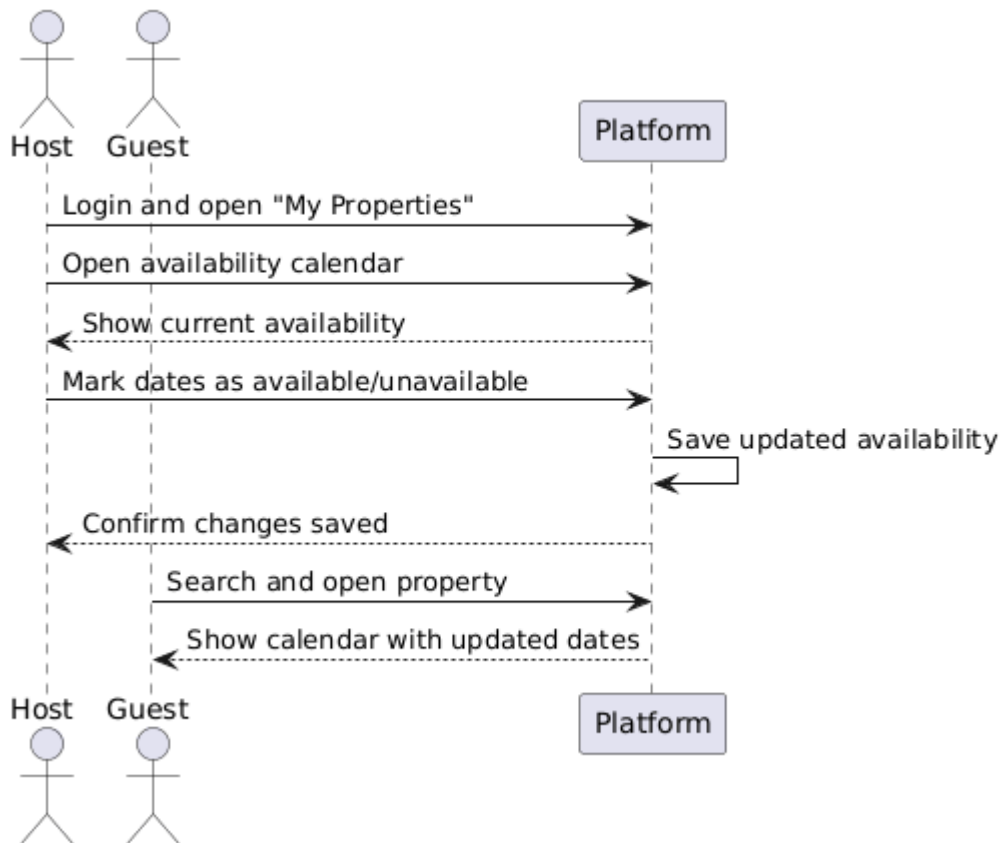 Host Guest
Platform
Login and open "My Properties"
Open availability calendar
Show current availability
Mark dates as available/unavailable
Save updated availability
Confirm changes saved
Search and open property
Show calendar with updated dates
Host Guest
Platform